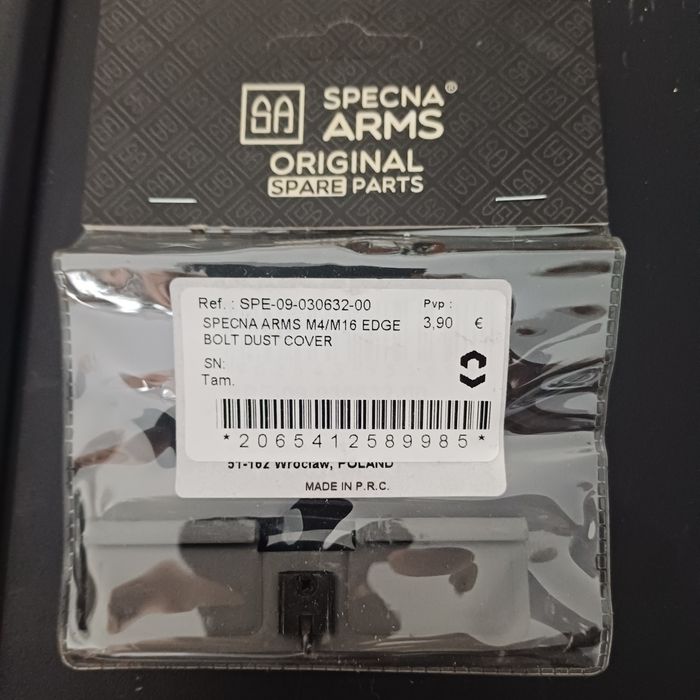 SA SPECNA®
ARMS
ORIGINAL
SPARE PARTS
Ref. : SPE-09-030632-00 Pvp :
SPECNA ARMS M4/M16 EDGE 3,90 €
BOLT DUST COVER
SN:
Tam.
*2065412589985*
51-162 Wrocław, POLAND
MADE IN P.R.C.